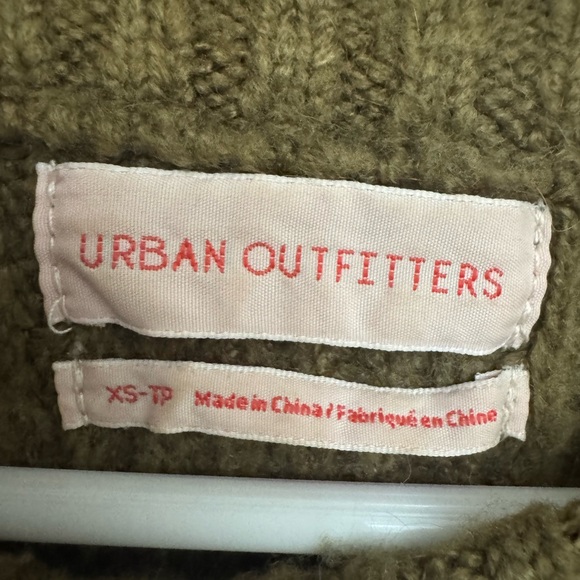 URBAN OUTFITTERS
XS-TP Made in China / Fabriqué en Chine